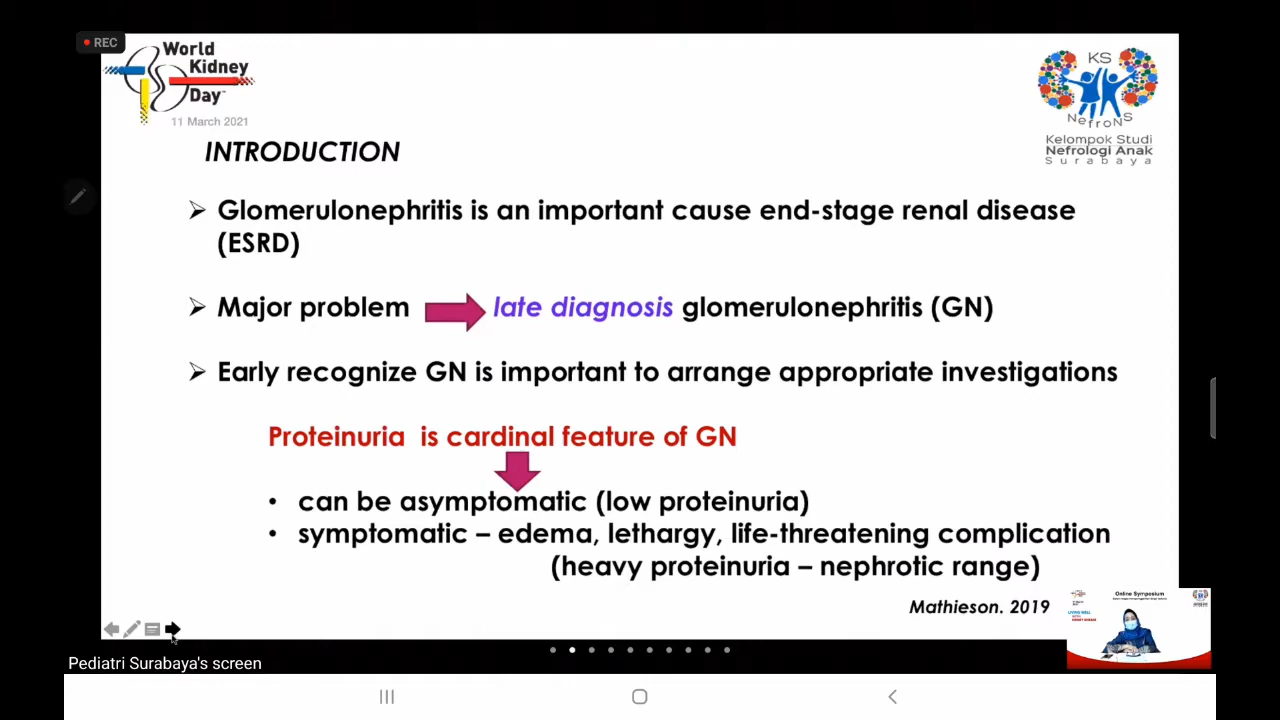 REC
World
Kidney
Day
11 March 2021
KS
NefroNS
Kelompok Studi
Nefrologi Anak
Surabaya
INTRODUCTION
Glomerulonephritis is an important cause end-stage renal disease
(ESRD)
Major problem late diagnosis glomerulonephritis (GN)
Early recognize GN is important to arrange appropriate investigations
Proteinuria is cardinal feature of GN
• can be asymptomatic (low proteinuria)
• symptomatic – edema, lethargy, life-threatening complication
(heavy proteinuria – nephrotic range)
Mathieson. 2019
Online Symposium
Pediatri Surabaya's screen